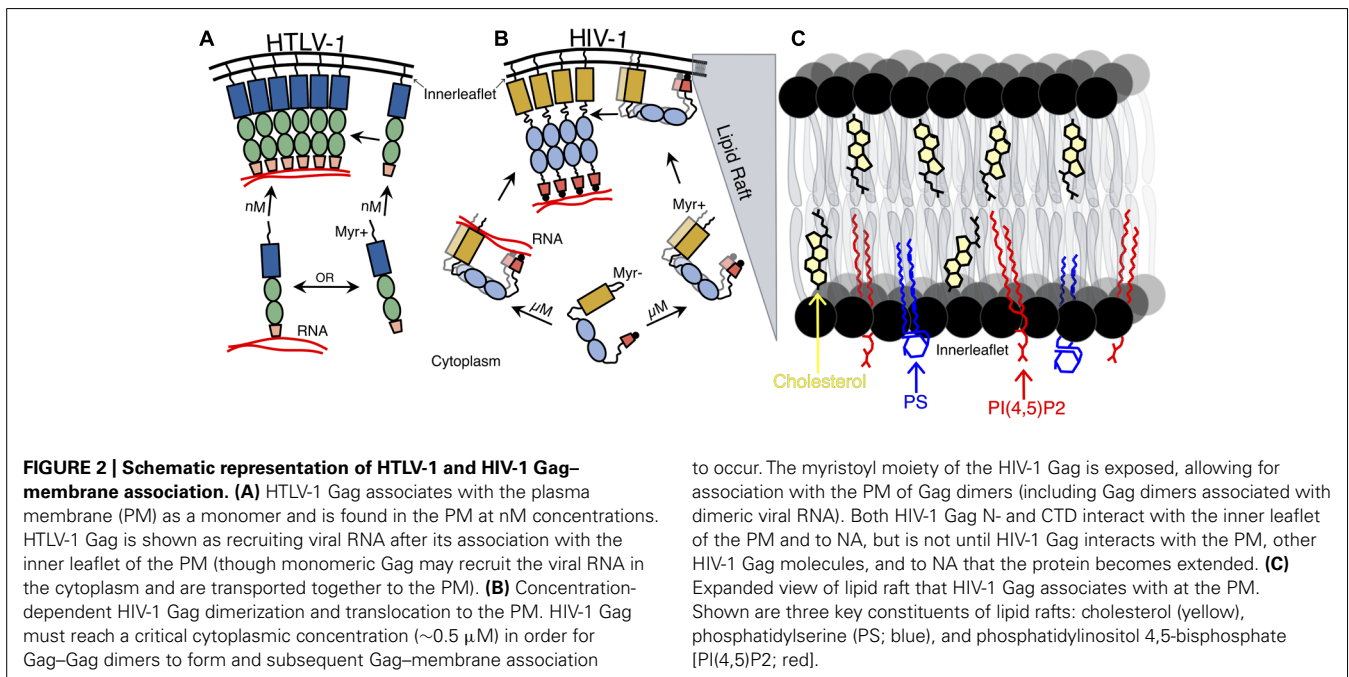 A
HTLV-1
nM
nM
Myr+
OR
RNA
B
HIV-1
Innerleaflet
Lipid Raft
Myr+
RNA
Myr-
µM
µM
Cytoplasm
C
Innerleaflet
Cholesterol
PS
PI(4,5)P2
FIGURE 2 | Schematic representation of HTLV-1 and HIV-1 Gag–
membrane association. (A) HTLV-1 Gag associates with the plasma
membrane (PM) as a monomer and is found in the PM at nM concentrations.
HTLV-1 Gag is shown as recruiting viral RNA after its association with the
inner leaflet of the PM (though monomeric Gag may recruit the viral RNA in
the cytoplasm and are transported together to the PM). (B) Concentration-
dependent HIV-1 Gag dimerization and translocation to the PM. HIV-1 Gag
must reach a critical cytoplasmic concentration (∼0.5 μM) in order for
Gag–Gag dimers to form and subsequent Gag–membrane association
to occur. The myristoyl moiety of the HIV-1 Gag is exposed, allowing for
association with the PM of Gag dimers (including Gag dimers associated with
dimeric viral RNA). Both HIV-1 Gag N- and CTD interact with the inner leaflet
of the PM and to NA, but is not until HIV-1 Gag interacts with the PM, other
HIV-1 Gag molecules, and to NA that the protein becomes extended. (C)
Expanded view of lipid raft that HIV-1 Gag associates with at the PM.
Shown are three key constituents of lipid rafts: cholesterol (yellow),
phosphatidylserine (PS; blue), and phosphatidylinositol 4,5-bisphosphate
[PI(4,5)P2; red].